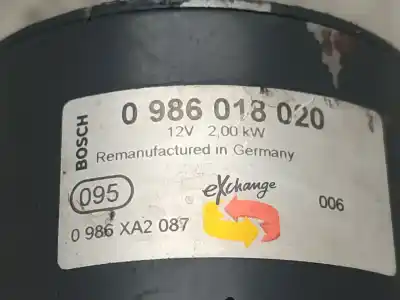 BOSCH
0 986 018 020
12V 2,00 kW
Remanufactured in Germany
095
eXchange
006
0 986 XA2 087